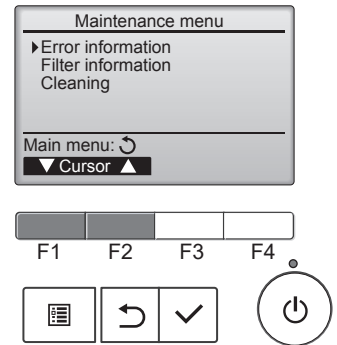 Maintenance menu
Error information
Filter information
Cleaning
Main menu:
Cursor
F1 F2 F3 F4